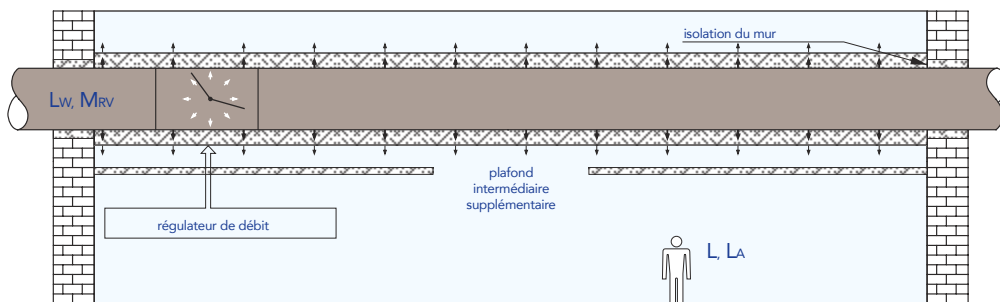 isolation du mur
LW, MRV
plafond
intermédiaire
supplémentaire
régulateur de débit
L, LA